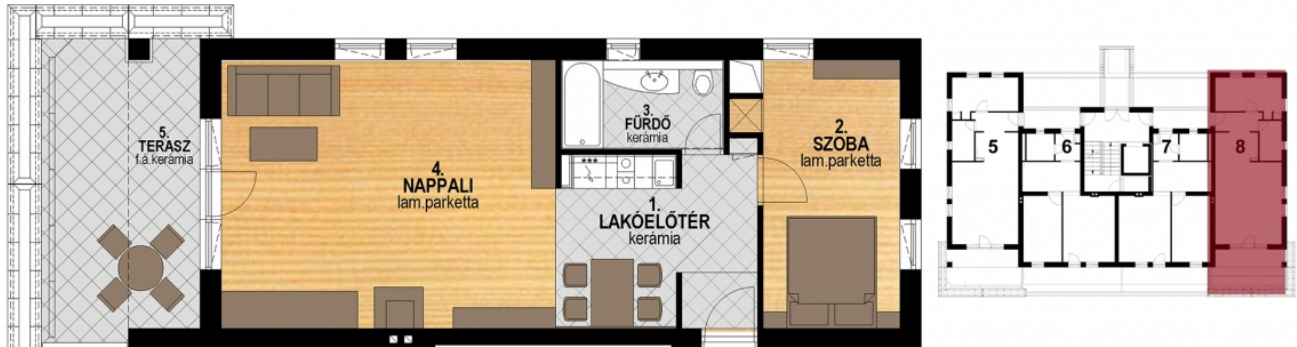 5.
TERASZ
f.á.kerámia
4.
NAPPALI
lam.parketta
3.
FÜRDŐ
kerámia
***
1.
LAKÓELŐTÉR
kerámia
2.
SZOBA
lam.parketta
5
6
7
8